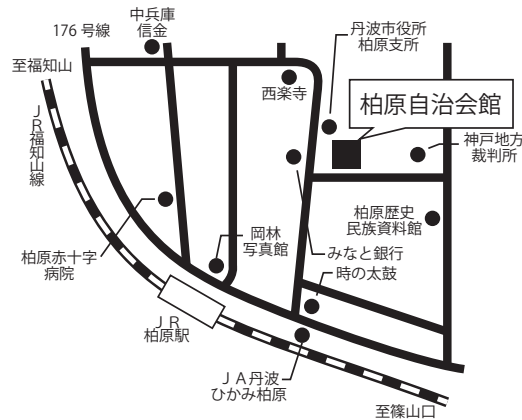 176 号線
中兵庫
信金
丹波市役所
柏原支所
至福知山
西楽寺
柏原自治会館
ＪＲ福知山線
神戸地方
裁判所
柏原歴史
民族資料館
岡林
写真館
みなと銀行
柏原赤十字
病院
時の太鼓
ＪＲ
柏原駅
ＪＡ丹波
ひかみ柏原
至篠山口